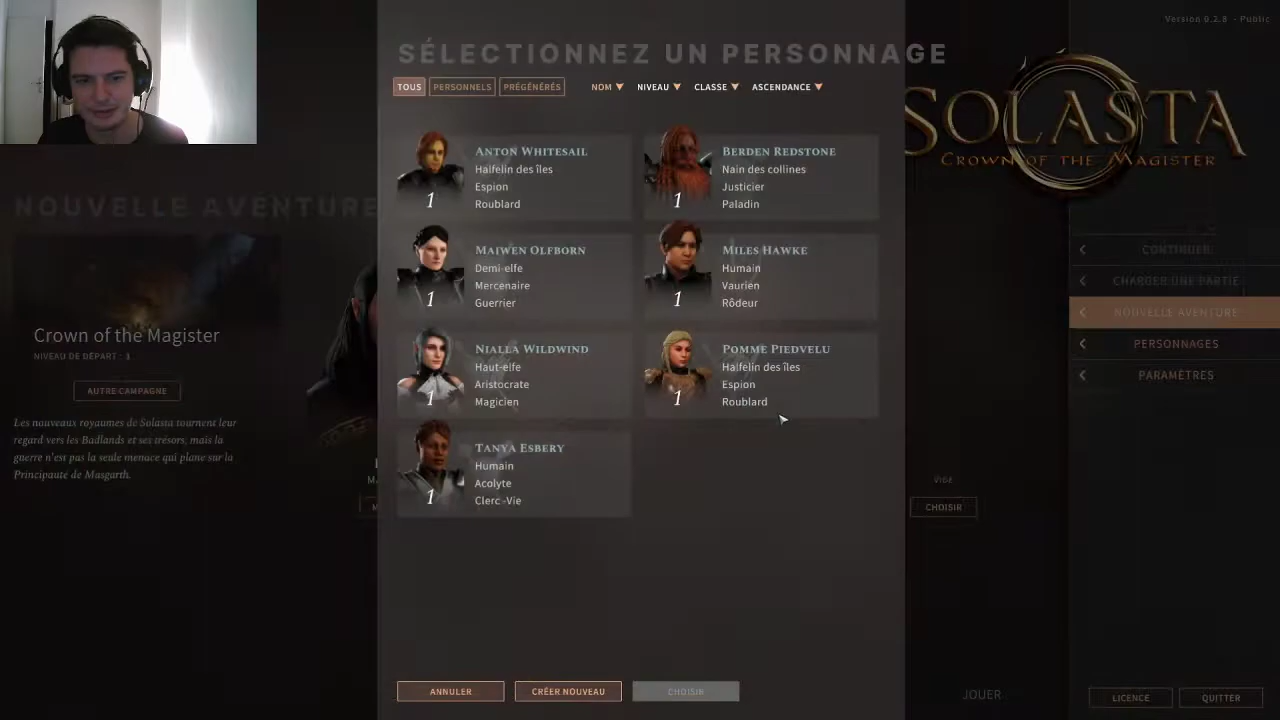 Version 0.2.8 - Public
SÉLECTIONNEZ UN PERSONNAGE
TOUS PERSONNELS PRÉGÉNÉRÉS NOM NIVEAU CLASSE ASCENDANCE
SOLASTA
CROWN OF THE MAGISTER
ANTON WHITESAIL
Halfelin des îles
Espion
Roublard
1
BERDEN REDSTONE
Nain des collines
Justicier
Paladin
1
MAIWEN OLFBORN
Demi-elfe
Mercenaire
Guerrier
1
MILES HAWKE
Humain
Vaurien
Rôdeur
1
NIALLA WILDWIND
Haut-elfe
Aristocrate
Magicien
1
POMME PIEDVELU
Halfelin des îles
Espion
Roublard
1
TANYA ESBERY
Humain
Acolyte
Clerc -Vie
1
ANNULER CRÉER NOUVEAU CHOISIR
NOUVELLE AVENTURE
Crown of the Magister
NIVEAU DE DÉPART : 1
AUTRE CAMPAGNE
Les nouveaux royaumes de Solasta tournent leur
regard vers les Badlands et ses trésors, mais la
guerre n'est pas la seule menace qui plane sur la
Principauté de Masgarth.
VIDE
CHOISIR
JOUER
CONTINUER
CHARGER UNE PARTIE
NOUVELLE AVENTURE
PERSONNAGES
PARAMÈTRES
LICENCE QUITTER